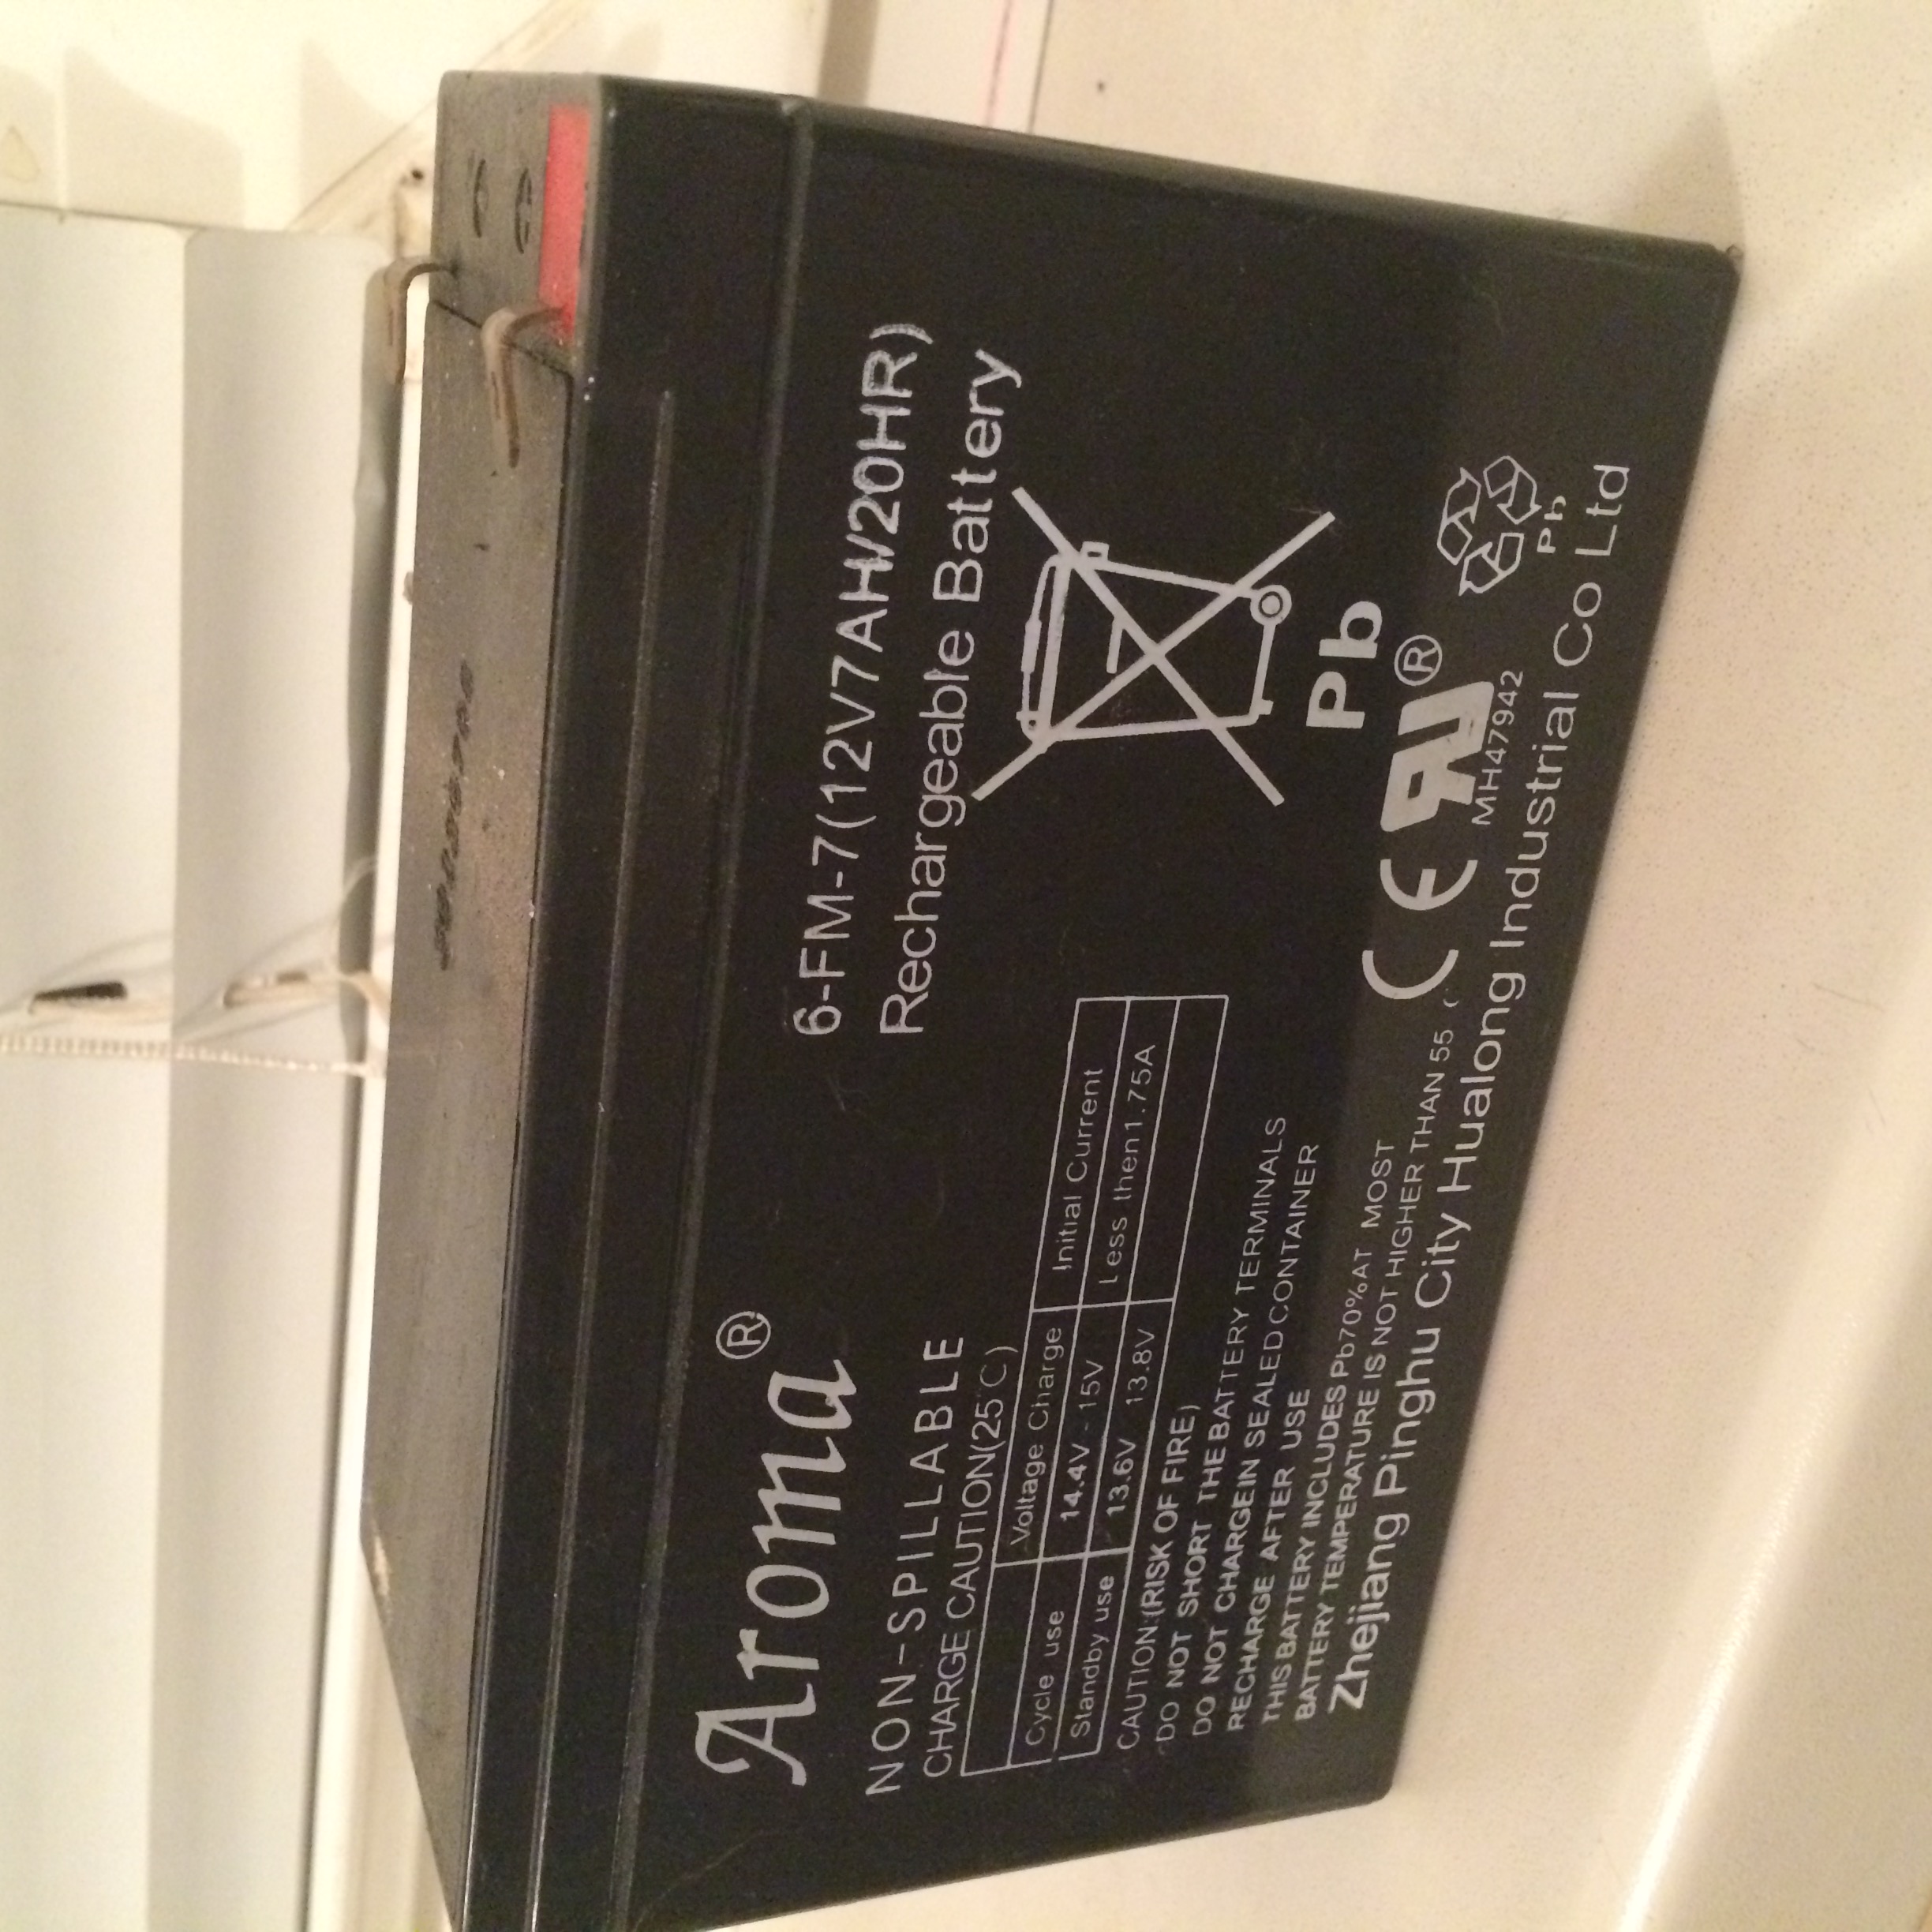 Aroma®
NON-SPILLABLE
CHARGE CAUTION(25°C)
Voltage Charge Initial Current
Cycle use 14.4V - 15V Less then1.75A
Standby use 13.6V 13.8V
CAUTION:(RISK OF FIRE)
DO NOT SHORT THE BATTERY TERMINALS
DO NOT CHARGEIN SEALED CONTAINER
RECHARGE AFTER USE
THIS BATTERY INCLUDES Pb70%AT MOST
BATTERY TEMPERATURE IS NOT HIGHER THAN 55
6-FM-7(12V7AH/20HR)
Rechargeable Battery
Pb
CE
MH47942
Pb
Zhejiang Pinghu City Hualong Industrial Co Ltd